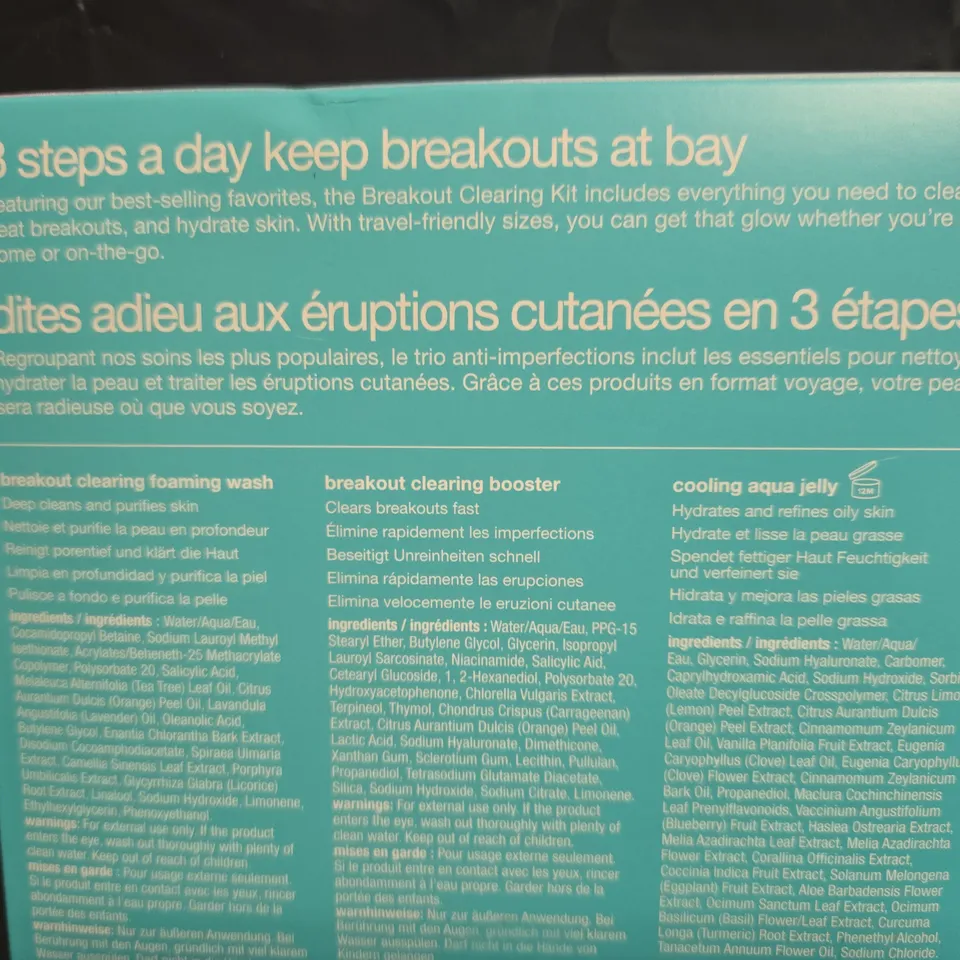 3 steps a day keep breakouts at bay
eaturing our best-selling favorites, the Breakout Clearing Kit includes everything you need to clea
eat breakouts, and hydrate skin. With travel-friendly sizes, you can get that glow whether you're
ome or on-the-go.
dites adieu aux éruptions cutanées en 3 étapes
Regroupant nos soins les plus populaires, le trio anti-imperfections inclut les essentiels pour nettoy
hydrater la peau et traiter les éruptions cutanées. Grâce à ces produits en format voyage, votre pea
sera radieuse où que vous soyez.
breakout clearing foaming wash
Deep cleans and purifies skin
Nettoie et purifie la peau en profondeur
Reinigt porentief und klärt die Haut
Limpia en profundidad y purifica la piel
Pulisce a fondo e purifica la pelle
ingredients / ingrédients : Water/Aqua/Eau,
Cocamidopropyl Betaine, Sodium Lauroyl Methyl
Isethionate, Acrylates/Beheneth-25 Methacrylate
Copolymer, Polysorbate 20, Salicylic Acid,
Melaleuca Alternifolia (Tea Tree) Leaf Oil, Citrus
Aurantium Dulcis (Orange) Peel Oil, Lavandula
Angustifolia (Lavender) Oil, Oleanolic Acid,
Butylene Glycol, Enantia Chlorantha Bark Extract,
Disodium Cocoamphodiacetate, Spiraea Ulmaria
Extract, Camellia Sinensis Leaf Extract, Porphyra
Umbilicalis Extract, Glycyrrhiza Glabra (Licorice)
Root Extract, Linalool, Sodium Hydroxide, Limonene,
Ethylhexylglycerin, Phenoxyethanol.
warnings: For external use only. If the product
enters the eye, wash out thoroughly with plenty of
clean water. Keep out of reach of children.
mises en garde : Pour usage externe seulement.
Si le produit entre en contact avec les yeux, rincer
abondamment à l'eau propre. Garder hors de la
portée des enfants.
warnhinweise: Nur zur äußeren Anwendung. Bei
Berührung mit den Augen, gründlich mit viel klarem
Wasser ausspülen. Darf nicht in die
breakout clearing booster
Clears breakouts fast
Élimine rapidement les imperfections
Beseitigt Unreinheiten schnell
Elimina rápidamente las erupciones
Elimina velocemente le eruzioni cutanee
ingredients / ingrédients : Water/Aqua/Eau, PPG-15
Stearyl Ether, Butylene Glycol, Glycerin, Isopropyl
Lauroyl Sarcosinate, Niacinamide, Salicylic Aid,
Cetearyl Glucoside, 1, 2-Hexanediol, Polysorbate 20,
Hydroxyacetophenone, Chlorella Vulgaris Extract,
Terpineol, Thymol, Chondrus Crispus (Carrageenan)
Extract, Citrus Aurantium Dulcis (Orange) Peel Oil,
Lactic Acid, Sodium Hyaluronate, Dimethicone,
Xanthan Gum, Sclerotium Gum, Lecithin, Pullulan,
Propanediol, Tetrasodium Glutamate Diacetate,
Silica, Sodium Hydroxide, Sodium Citrate, Limonene.
warnings: For external use only. If the product
enters the eye, wash out thoroughly with plenty of
clean water. Keep out of reach of children.
mises en garde : Pour usage externe seulement.
Si le produit entre en contact avec les yeux, rincer
abondamment à l'eau propre. Garder hors de la
portée des enfants.
warnhinweise: Nur zur äußeren Anwendung. Bei
Berührung mit den Augen, gründlich mit viel klarem
Wasser ausspülen. Darf nicht in die Hände von
Kindern gelangen.
cooling aqua jelly 12M
Hydrates and refines oily skin
Hydrate et lisse la peau grasse
Spendet fettiger Haut Feuchtigkeit
und verfeinert sie
Hidrata y mejora las pieles grasas
Idrata e raffina la pelle grassa
ingredients / ingrédients : Water/Aqua/
Eau, Glycerin, Sodium Hyaluronate, Carbomer,
Caprylhydroxamic Acid, Sodium Hydroxide, Sorbi
Oleate Decylglucoside Crosspolymer, Citrus Limo
(Lemon) Peel Extract, Citrus Aurantium Dulcis
(Orange) Peel Extract, Cinnamomum Zeylanicum
Leaf Oil, Vanilla Planifolia Fruit Extract, Eugenia
Caryophyllus (Clove) Leaf Oil, Eugenia Caryophyllu
(Clove) Flower Extract, Cinnamomum Zeylanicum
Bark Oil, Propanediol, Maclura Cochinchinensis
Leaf Prenylflavonoids, Vaccinium Angustifolium
(Blueberry) Fruit Extract, Haslea Ostrearia Extract,
Melia Azadirachta Leaf Extract, Melia Azadirachta
Flower Extract, Corallina Officinalis Extract,
Coccinia Indica Fruit Extract, Solanum Melongena
(Eggplant) Fruit Extract, Aloe Barbadensis Flower
Extract, Ocimum Sanctum Leaf Extract, Ocimum
Basilicum (Basil) Flower/Leaf Extract, Curcuma
Longa (Turmeric) Root Extract, Phenethyl Alcohol,
Tanacetum Annuum Flower Oil, Sodium Chloride.